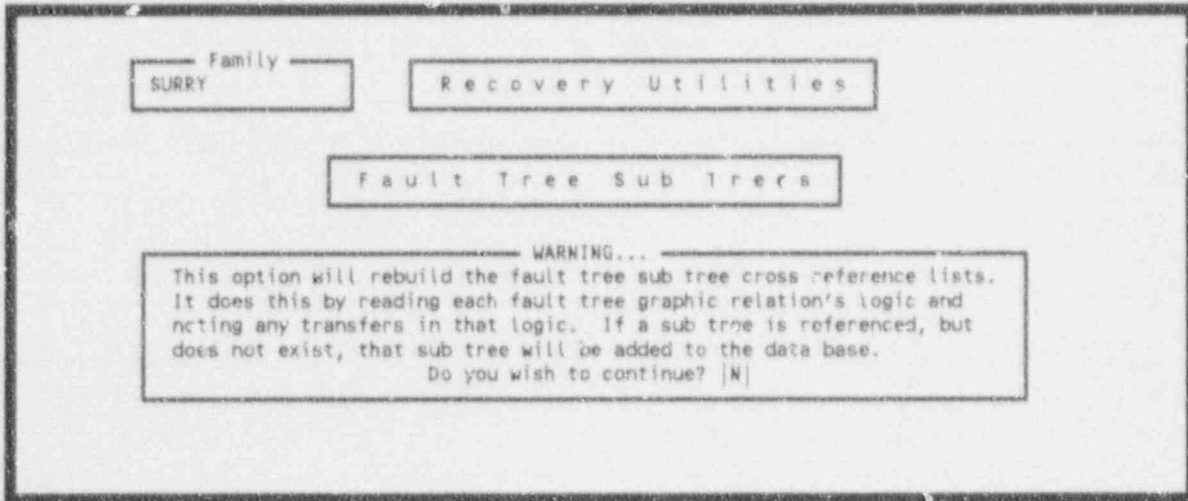 Family
SURRY
Recovery Utilities
Fault Tree Sub Trees
WARNING...
This option will rebuild the fault tree sub tree cross reference lists.
It does this by reading each fault tree graphic relation's logic and
noting any transfers in that logic.  If a sub tree is referenced, but
does not exist, that sub tree will be added to the data base.
Do you wish to continue? |N|